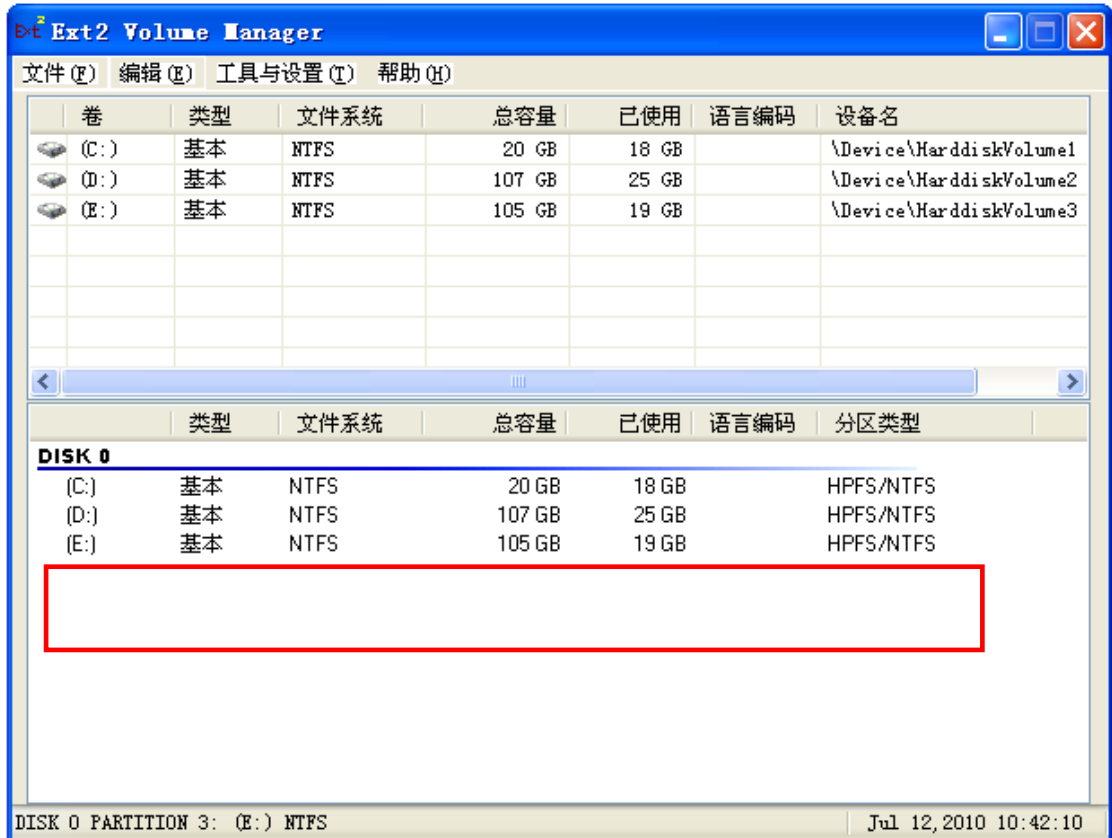 Ext2 Ext2 Volume Manager
文件(F) 编辑(E) 工具与设置(T) 帮助(H)
卷 类型 文件系统 总容量 已使用 语言编码 设备名
(C:) 基本 NTFS 20 GB 18 GB \Device\HarddiskVolume1
(D:) 基本 NTFS 107 GB 25 GB \Device\HarddiskVolume2
(E:) 基本 NTFS 105 GB 19 GB \Device\HarddiskVolume3
类型 文件系统 总容量 已使用 语言编码 分区类型
DISK 0
(C:) 基本 NTFS 20 GB 18 GB HPFS/NTFS
(D:) 基本 NTFS 107 GB 25 GB HPFS/NTFS
(E:) 基本 NTFS 105 GB 19 GB HPFS/NTFS
DISK 0 PARTITION 3: (E:) NTFS Jul 12,2010 10:42:10